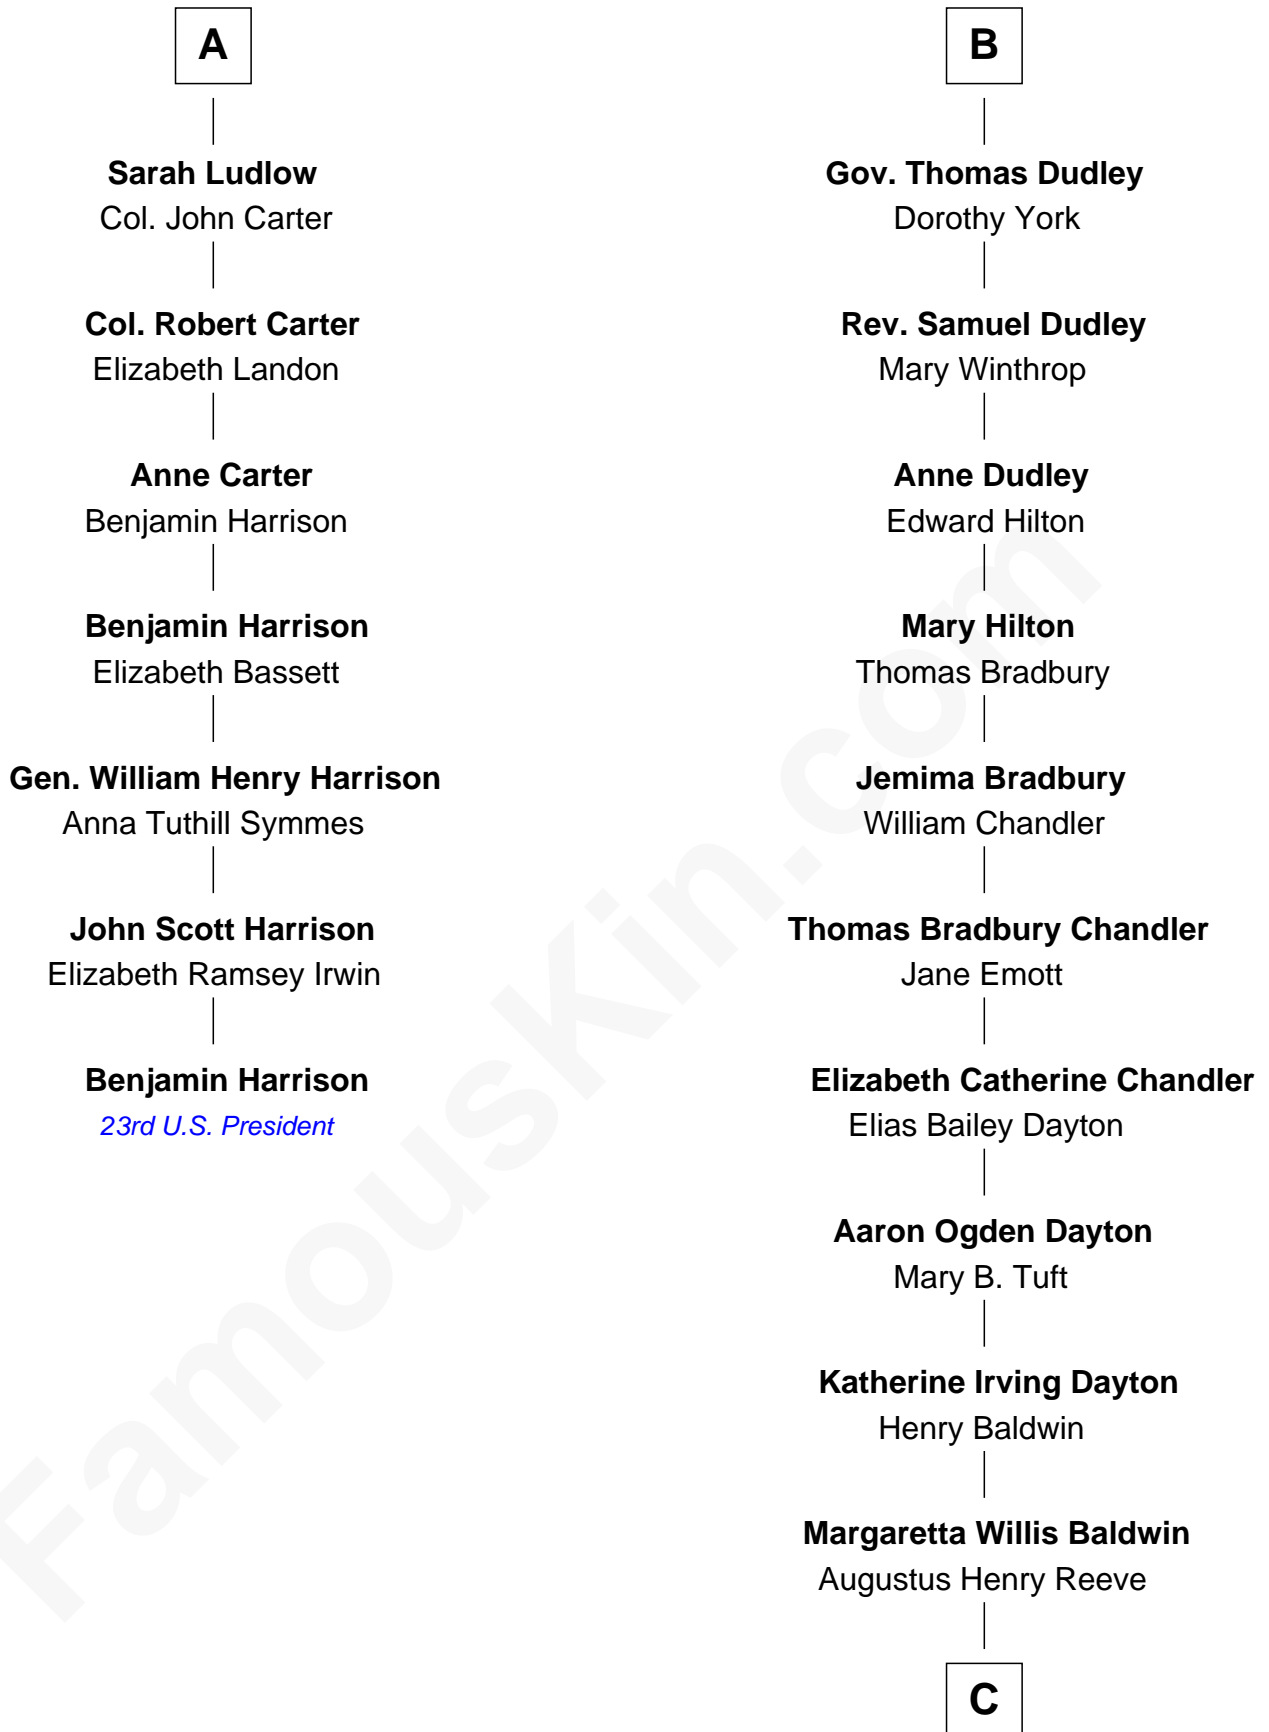 A
Sarah Ludlow
Col. John Carter
Col. Robert Carter
Elizabeth Landon
Anne Carter
Benjamin Harrison
Benjamin Harrison
Elizabeth Bassett
Gen. William Henry Harrison
Anna Tuthill Symmes
John Scott Harrison
Elizabeth Ramsey Irwin
Benjamin Harrison
23rd U.S. President
B
Gov. Thomas Dudley
Dorothy York
Rev. Samuel Dudley
Mary Winthrop
Anne Dudley
Edward Hilton
Mary Hilton
Thomas Bradbury
Jemima Bradbury
William Chandler
Thomas Bradbury Chandler
Jane Emott
Elizabeth Catherine Chandler
Elias Bailey Dayton
Aaron Ogden Dayton
Mary B. Tuft
Katherine Irving Dayton
Henry Baldwin
Margaretta Willis Baldwin
Augustus Henry Reeve
C
FamousKin.com